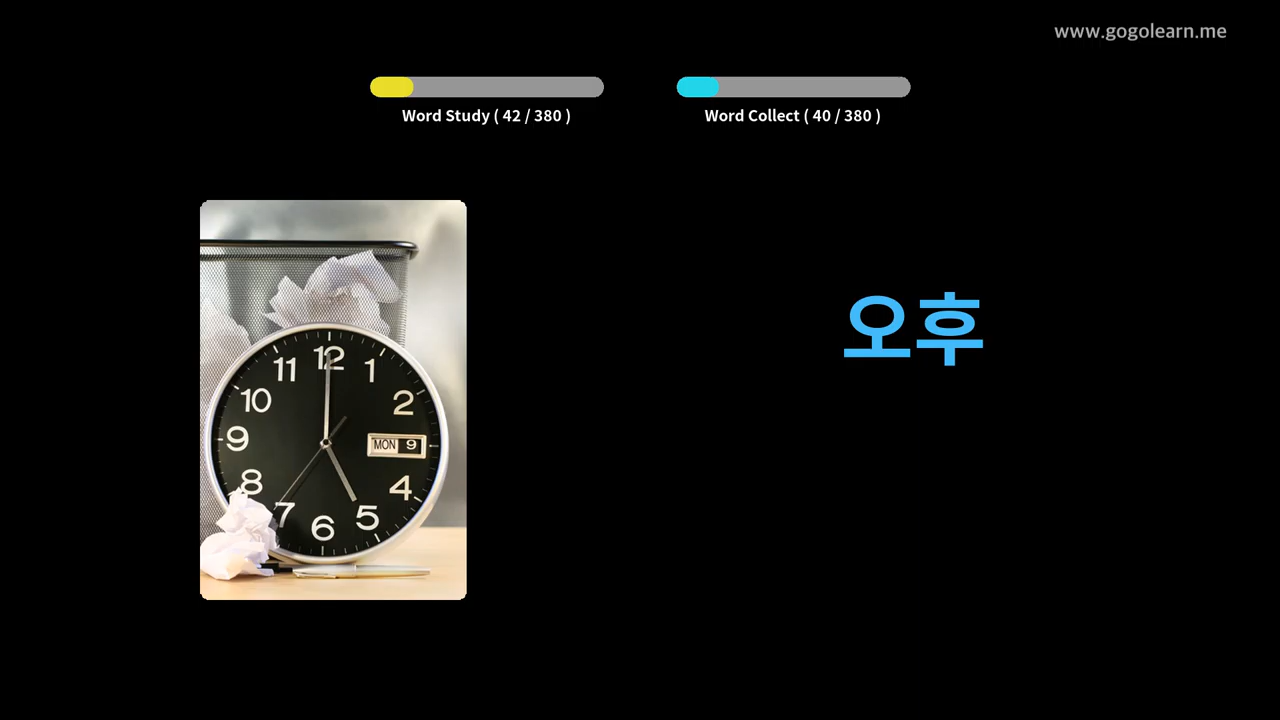 www.gogolearn.me
Word Study ( 42 / 380 )
Word Collect ( 40 / 380 )
오후
12
1
2
MON 9
4
5
6
7
8
9
10
11